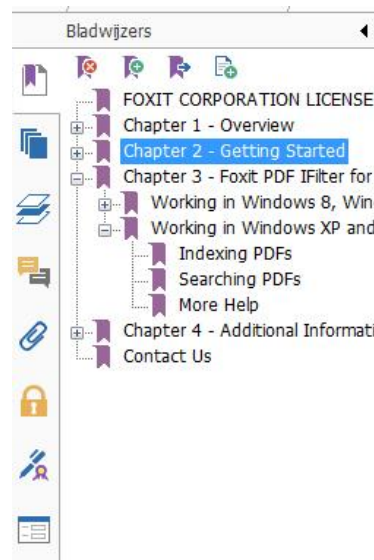 Bladwijzers
FOXIT CORPORATION LICENSE
Chapter 1 - Overview
Chapter 2 - Getting Started
Chapter 3 - Foxit PDF IFilter for
Working in Windows 8, Win
Working in Windows XP and
Indexing PDFs
Searching PDFs
More Help
Chapter 4 - Additional Informati
Contact Us